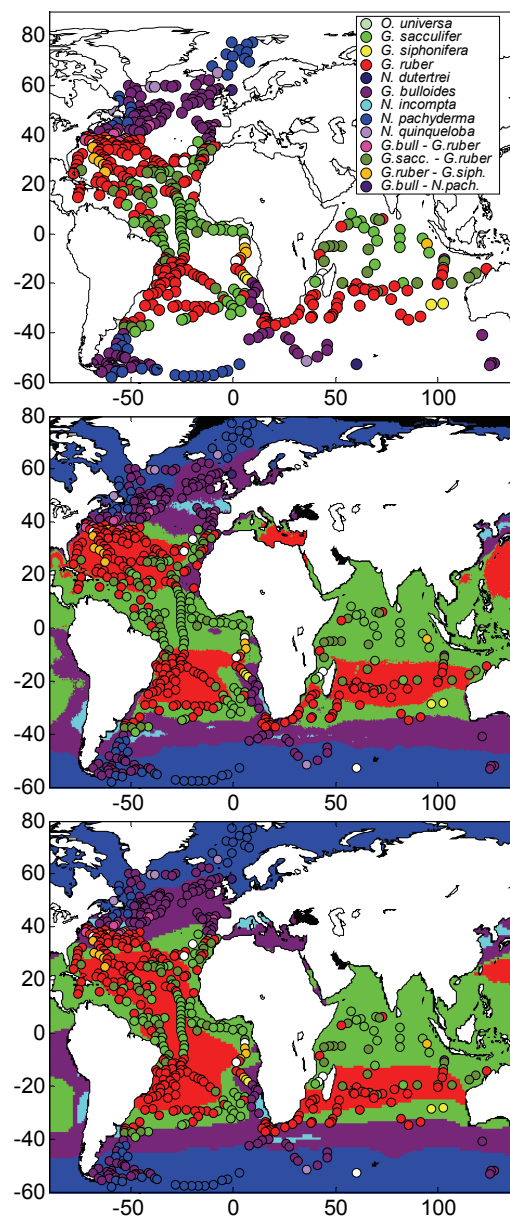 80
60
40
20
0
-20
-40
-60
-50
0
50
100
O. universa
G. sacculifer
G. siphonifera
G. ruber
N. dutertrei
G. bulloides
N. incompta
N. pachyderma
N. quinqueloba
G.bull - G.ruber
G.sacc. - G.ruber
G.ruber - G.siph.
G.bull - N.pach.
80
60
40
20
0
-20
-40
-60
-50
0
50
100
80
60
40
20
0
-20
-40
-60
-50
0
50
100